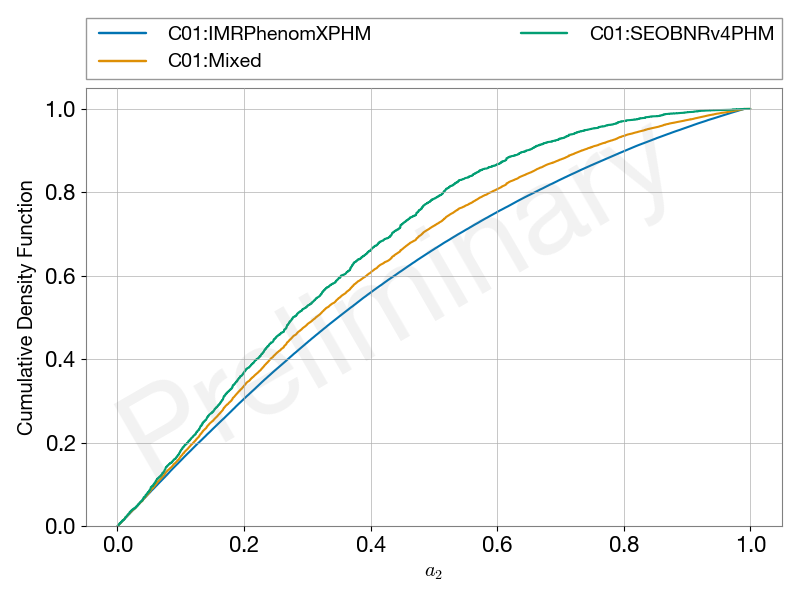 C01:IMRPhenomXPHM
C01:Mixed
C01:SEOBNRv4PHM
1.0
0.8
0.6
0.4
0.2
0.0
Cumulative Density Function
Preliminary
0.0 0.2 0.4 0.6 0.8 1.0
a₂